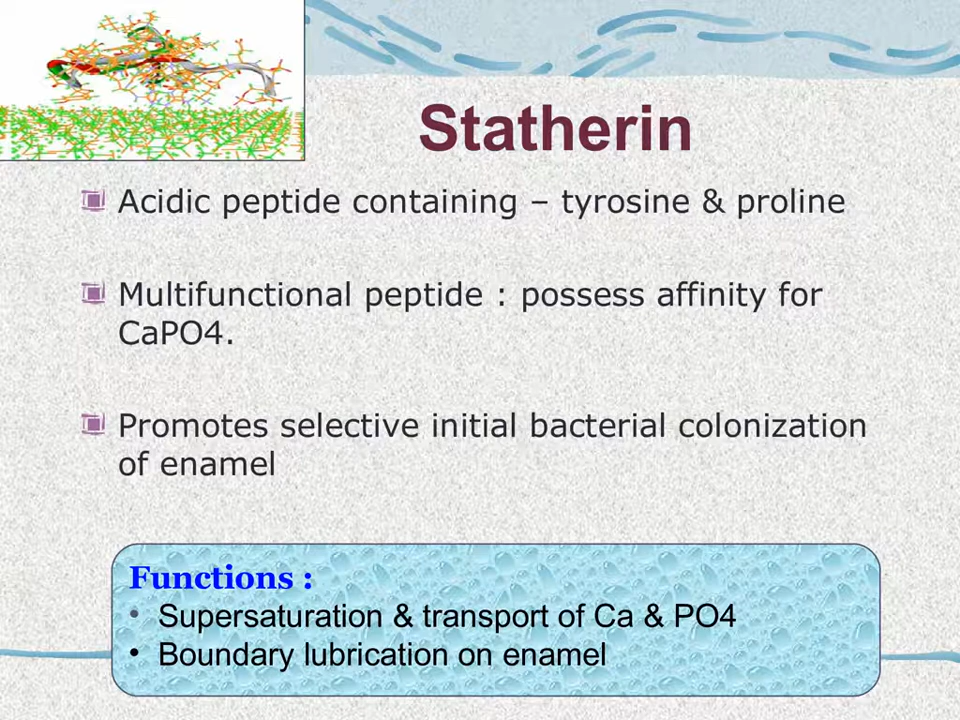 Statherin
Acidic peptide containing – tyrosine & proline
Multifunctional peptide : possess affinity for
CaPO4.
Promotes selective initial bacterial colonization
of enamel
Functions :
• Supersaturation & transport of Ca & PO4
• Boundary lubrication on enamel